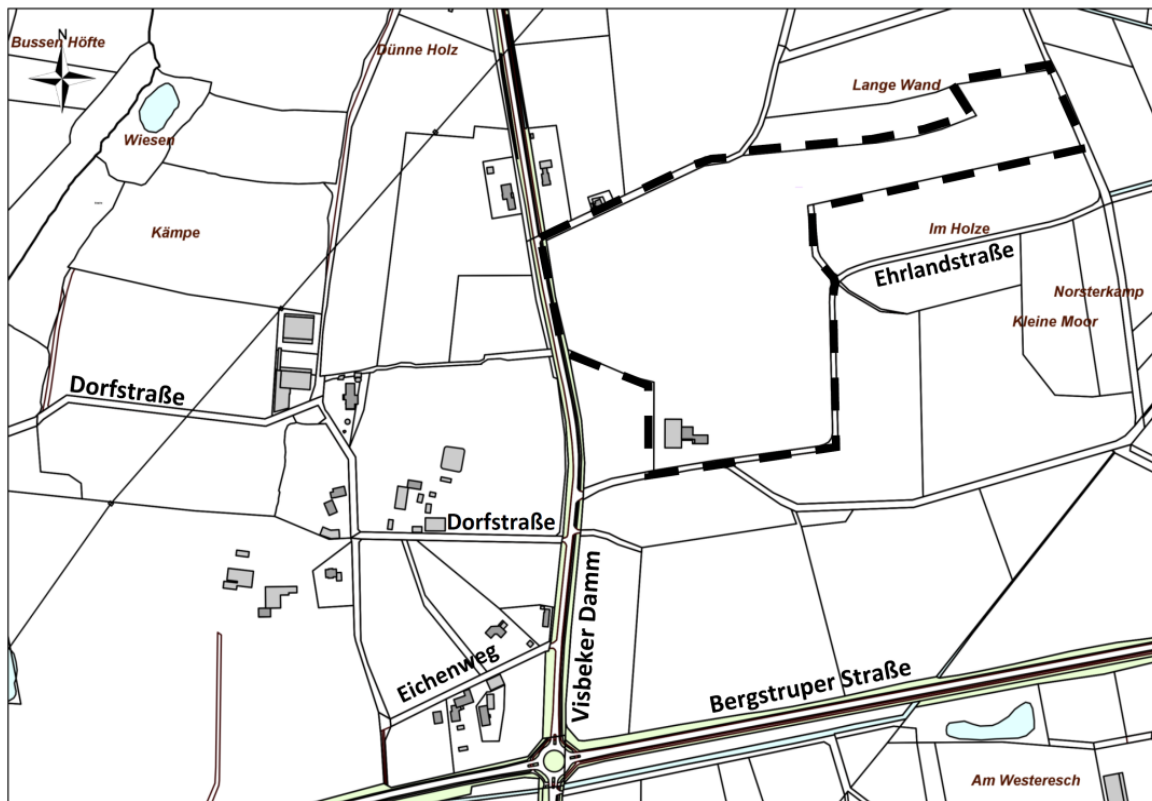 Bussen Höfte
N
Dünne Holz
Lange Wand
Wiesen
Kämpe
Im Holze
Ehrlandstraße
Norsterkamp
Kleine Moor
Dorfstraße
Dorfstraße
Visbeker Damm
Eichenweg
Bergstruper Straße
Am Westeresch